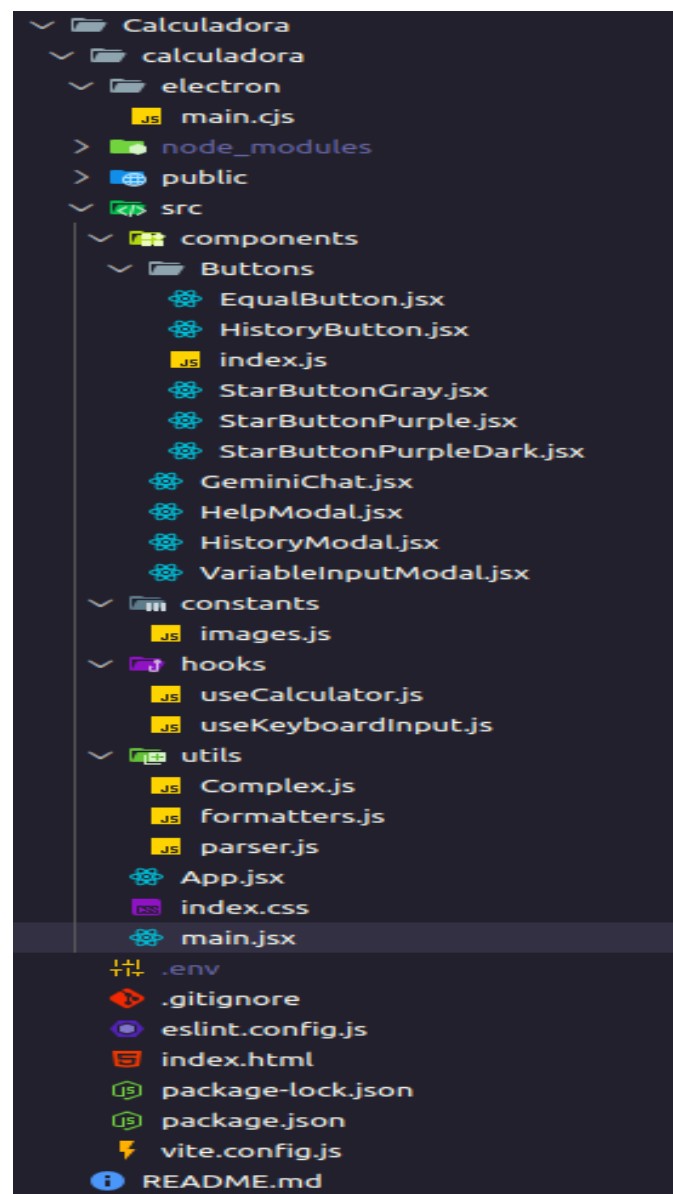 Calculadora
calculadora
electron
JS main.cjs
node_modules
public
src
components
Buttons
EqualButton.jsx
HistoryButton.jsx
JS index.js
StarButtonGray.jsx
StarButtonPurple.jsx
StarButtonPurpleDark.jsx
GeminiChat.jsx
HelpModal.jsx
HistoryModal.jsx
VariableInputModal.jsx
constants
JS images.js
hooks
JS useCalculator.js
JS useKeyboardInput.js
utils
JS Complex.js
JS formatters.js
JS parser.js
App.jsx
CSS index.css
main.jsx
.env
.gitignore
eslint.config.js
index.html
JS package-lock.json
JS package.json
vite.config.js
README.md